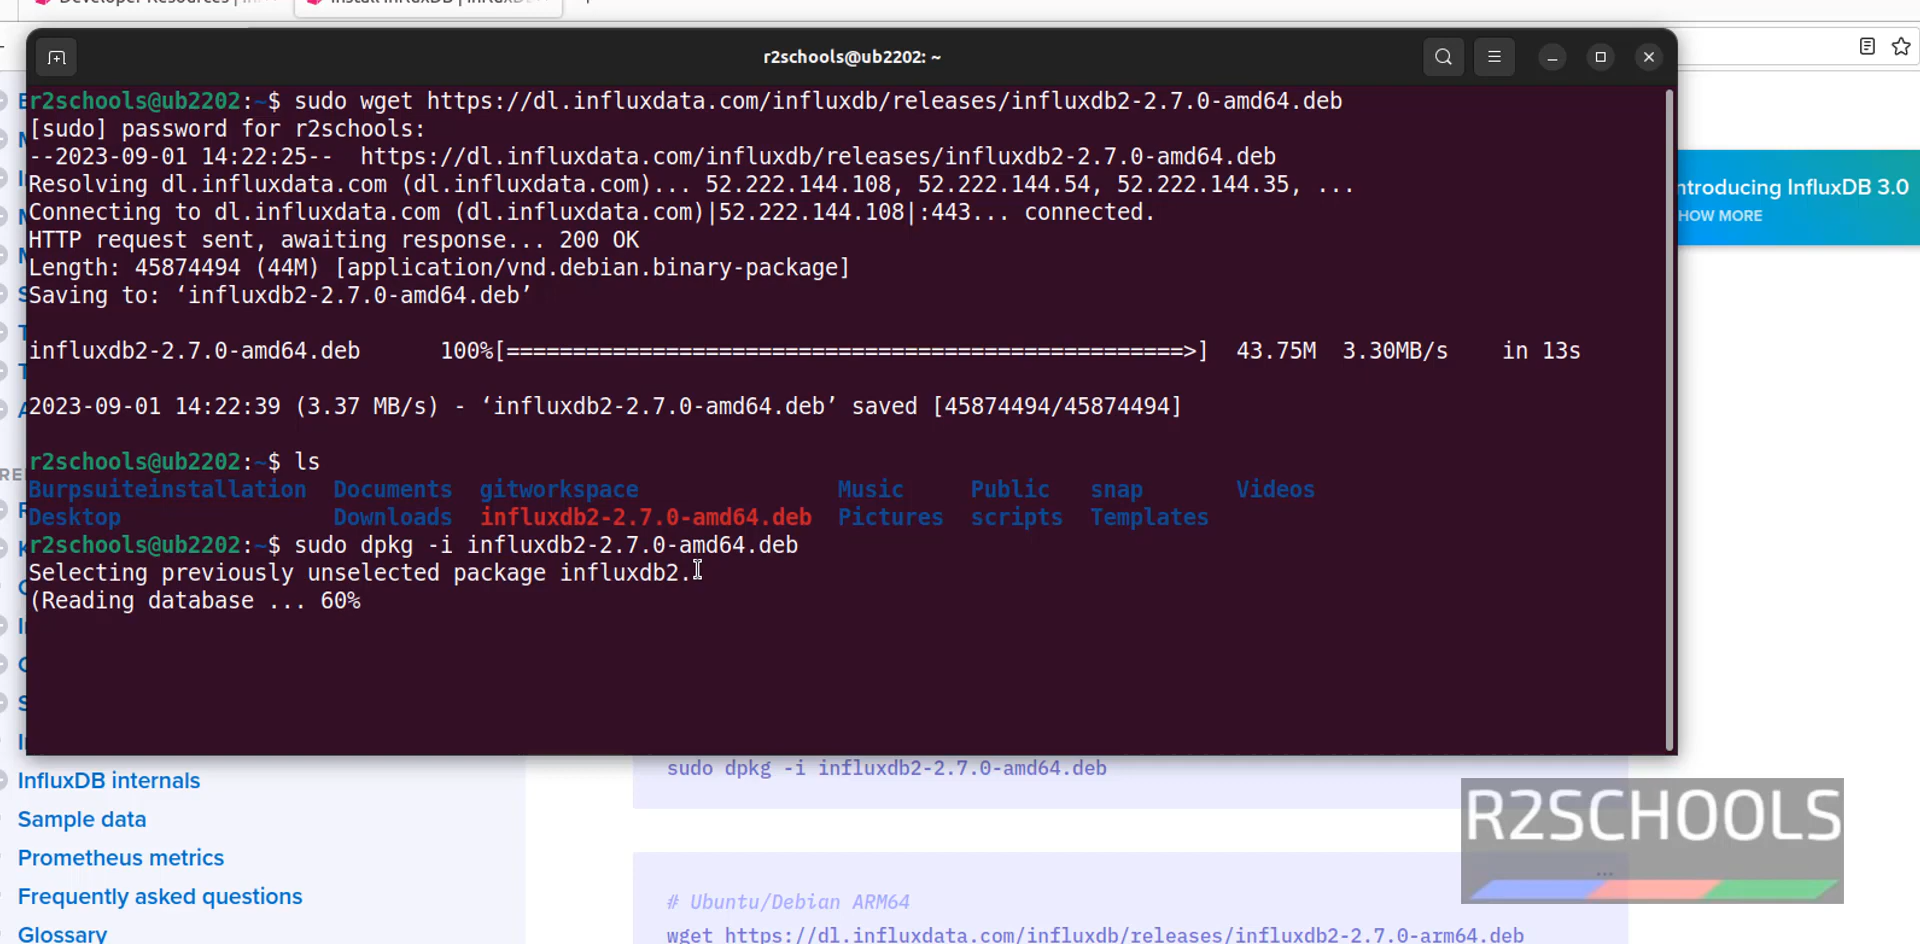 Developer Resources | In
Install InfluxDB | InfluxD
r2schools@ub2202: ~
r2schools@ub2202:~$ sudo wget https://dl.influxdata.com/influxdb/releases/influxdb2-2.7.0-amd64.deb
[sudo] password for r2schools:
--2023-09-01 14:22:25--  https://dl.influxdata.com/influxdb/releases/influxdb2-2.7.0-amd64.deb
Resolving dl.influxdata.com (dl.influxdata.com)... 52.222.144.108, 52.222.144.54, 52.222.144.35, ...
Connecting to dl.influxdata.com (dl.influxdata.com)|52.222.144.108|:443... connected.
HTTP request sent, awaiting response... 200 OK
Length: 45874494 (44M) [application/vnd.debian.binary-package]
Saving to: ‘influxdb2-2.7.0-amd64.deb’
influxdb2-2.7.0-amd64.deb      100%[===================================================>]  43.75M  3.30MB/s    in 13s
2023-09-01 14:22:39 (3.37 MB/s) - ‘influxdb2-2.7.0-amd64.deb’ saved [45874494/45874494]
r2schools@ub2202:~$ ls
Burpsuiteinstallation  Documents  gitworkspace               Music     Public   snap       Videos
Desktop                Downloads  influxdb2-2.7.0-amd64.deb  Pictures  scripts  Templates
r2schools@ub2202:~$ sudo dpkg -i influxdb2-2.7.0-amd64.deb
Selecting previously unselected package influxdb2.
(Reading database ... 60%
ntroducing InfluxDB 3.0
HOW MORE
InfluxDB internals
Sample data
Prometheus metrics
Frequently asked questions
Glossary
sudo dpkg -i influxdb2-2.7.0-amd64.deb
# Ubuntu/Debian ARM64
wget https://dl.influxdata.com/influxdb/releases/influxdb2-2.7.0-arm64.deb
R2SCHOOLS
...